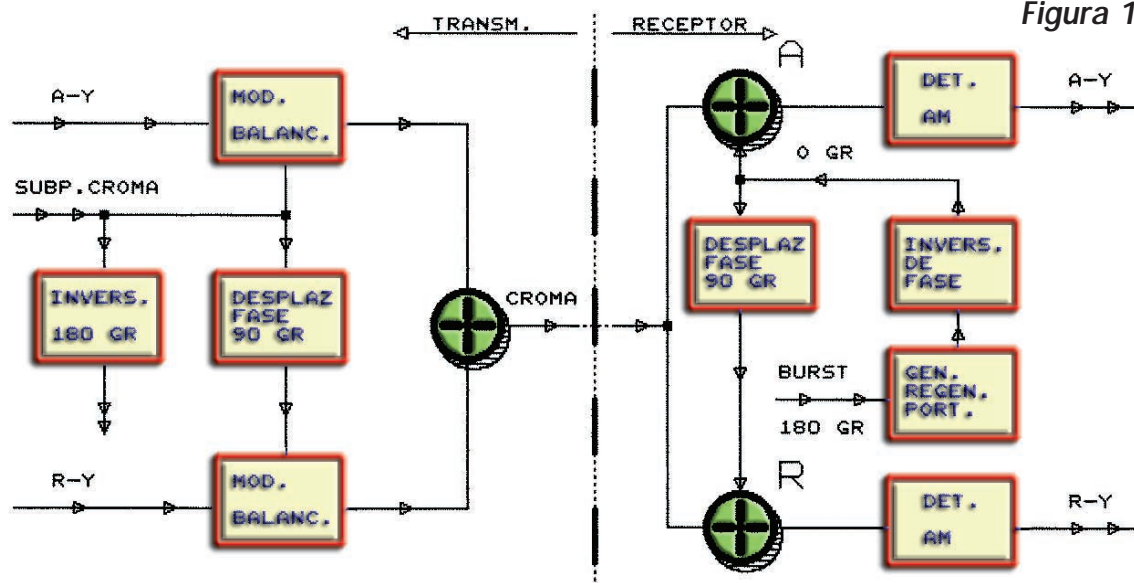 Figura 1
TRANSM.
RECEPTOR
A-Y
MOD.
BALANC.
SUBP.CROMA
INVERS.
180 GR
DESPLAZ
FASE
90 GR
R-Y
MOD.
BALANC.
CROMA
A
DET.
AM
A-Y
0 GR
DESPLAZ
FASE
90 GR
INVERS.
DE
FASE
BURST
180 GR
GEN.
REGEN.
PORT.
R
DET.
AM
R-Y